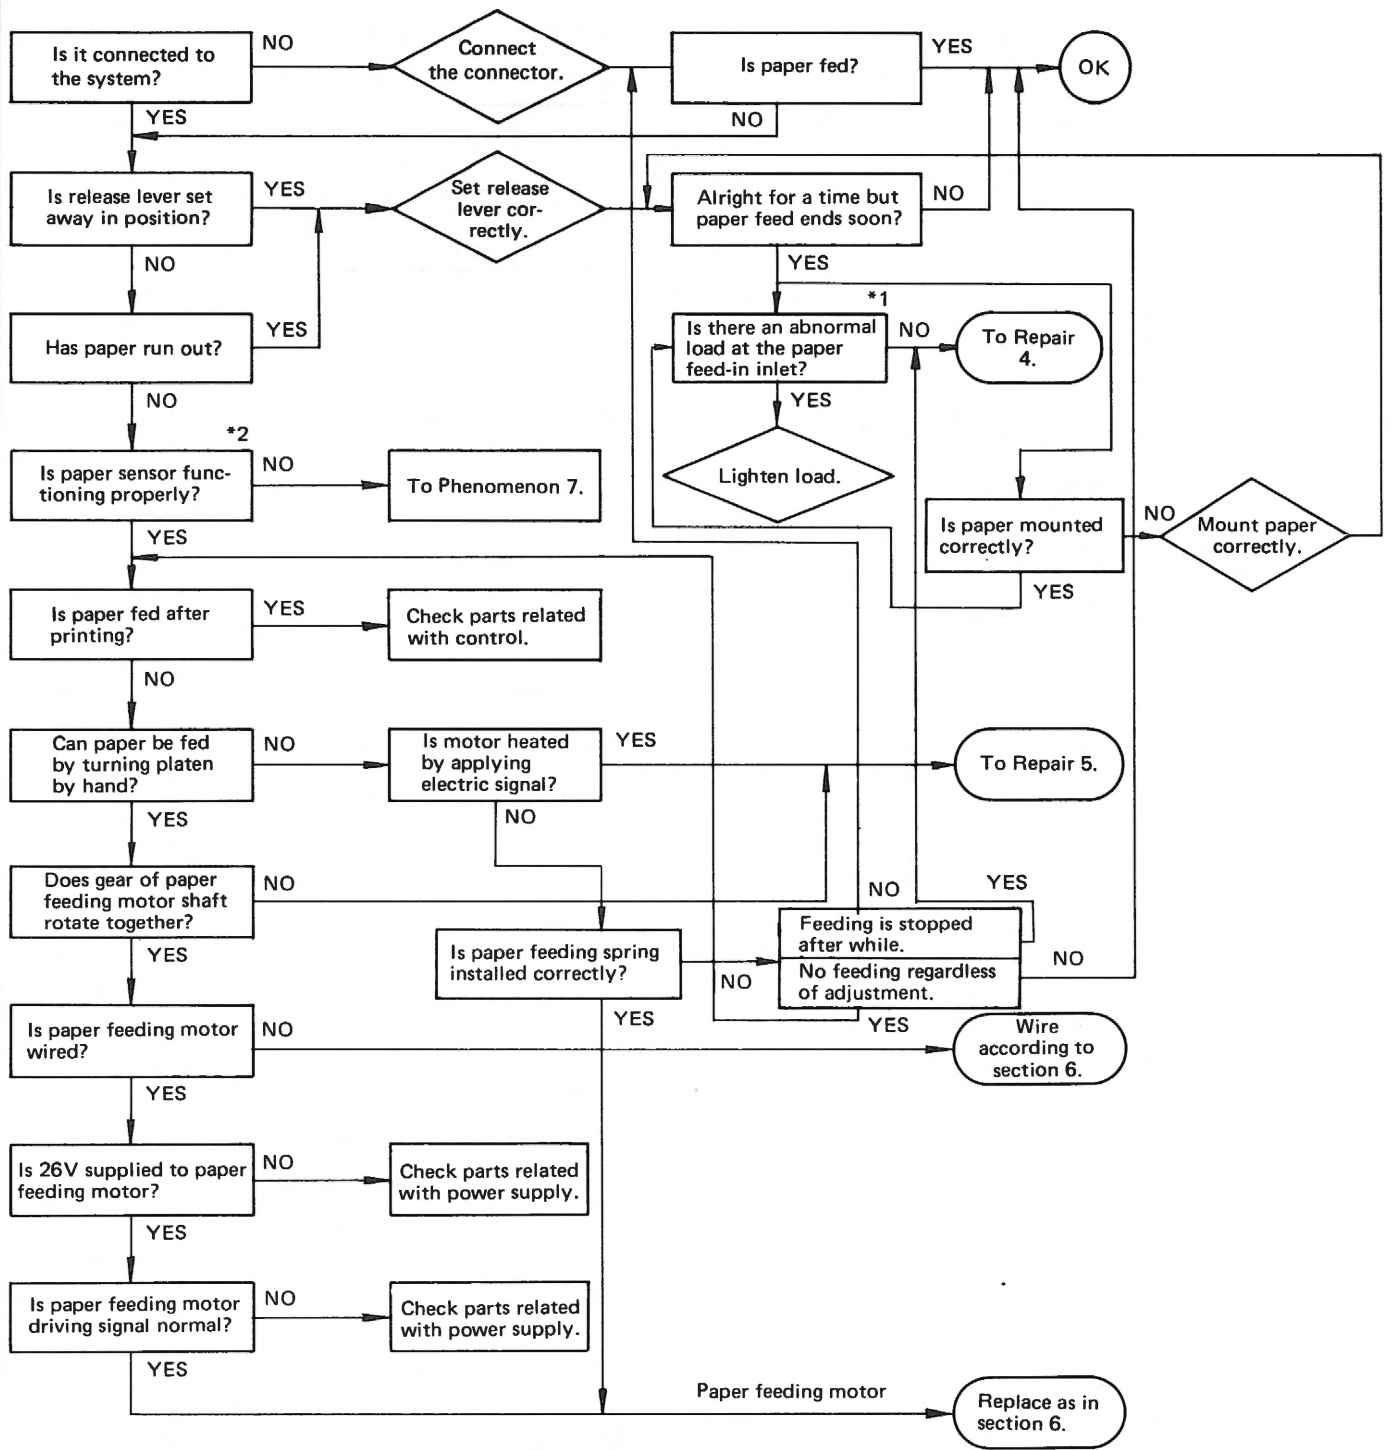 Is it connected to
the system?
NO
Connect
the connector.
Is paper fed?
YES
OK
YES
NO
Is release lever set
away in position?
YES
Set release
lever cor-
rectly.
Alright for a time but
paper feed ends soon?
NO
NO
YES
Has paper run out?
YES
*1
Is there an abnormal
load at the paper
feed-in inlet?
NO
To Repair
4.
NO
YES
Lighten load.
*2
Is paper sensor func-
tioning properly?
NO
To Phenomenon 7.
Is paper mounted
correctly?
NO
Mount paper
correctly.
YES
YES
Is paper fed after
printing?
YES
Check parts related
with control.
NO
Can paper be fed
by turning platen
by hand?
NO
Is motor heated
by applying
electric signal?
YES
To Repair 5.
YES
NO
Does gear of paper
feeding motor shaft
rotate together?
NO
NO
YES
Feeding is stopped
after while.
YES
Is paper feeding spring
installed correctly?
NO
No feeding regardless
of adjustment.
NO
YES
YES
Is paper feeding motor
wired?
NO
Wire
according to
section 6.
YES
Is 26V supplied to paper
feeding motor?
NO
Check parts related
with power supply.
YES
Is paper feeding motor
driving signal normal?
NO
Check parts related
with power supply.
YES
Paper feeding motor
Replace as in
section 6.